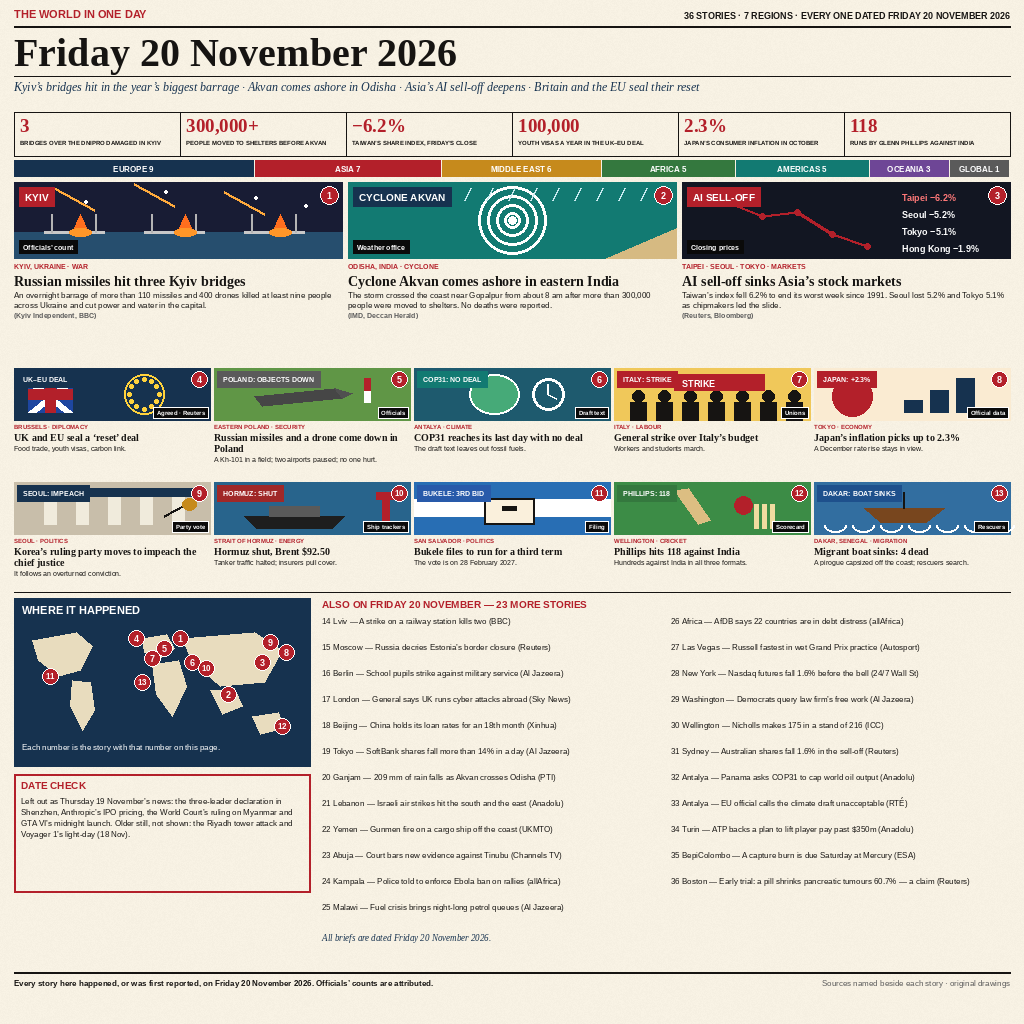 THE WORLD IN ONE DAY
36 STORIES · 7 REGIONS · EVERY ONE DATED FRIDAY 20 NOVEMBER 2026
Friday 20 November 2026
Kyiv's bridges hit in the year's biggest barrage · Akvan comes ashore in Odisha · Asia's AI sell-off deepens · Britain and the EU seal their reset
3
BRIDGES OVER THE DNIPRO DAMAGED IN KYIV
300,000+
PEOPLE MOVED TO SHELTERS BEFORE AKVAN
−6.2%
TAIWAN'S SHARE INDEX, FRIDAY'S CLOSE
100,000
YOUTH VISAS A YEAR IN THE UK–EU DEAL
2.3%
JAPAN'S CONSUMER INFLATION IN OCTOBER
118
RUNS BY GLENN PHILLIPS AGAINST INDIA
EUROPE 9
ASIA 7
MIDDLE EAST 6
AFRICA 5
AMERICAS 5
OCEANIA 3
GLOBAL 1
KYIV
1
Officials' count
KYIV, UKRAINE · WAR
Russian missiles hit three Kyiv bridges
An overnight barrage of more than 110 missiles and 400 drones killed at least nine people
across Ukraine and cut power and water in the capital.
(Kyiv Independent, BBC)
CYCLONE AKVAN
2
Weather office
ODISHA, INDIA · CYCLONE
Cyclone Akvan comes ashore in eastern India
The storm crossed the coast near Gopalpur from about 8 am after more than 300,000
people were moved to shelters. No deaths were reported.
(IMD, Deccan Herald)
AI SELL-OFF
3
Taipei −6.2%
Seoul −5.2%
Tokyo −5.1%
Hong Kong −1.9%
Closing prices
TAIPEI · SEOUL · TOKYO · MARKETS
AI sell-off sinks Asia's stock markets
Taiwan's index fell 6.2% to end its worst week since 1991. Seoul lost 5.2% and Tokyo 5.1%
as chipmakers led the slide.
(Reuters, Bloomberg)
UK–EU DEAL
4
Agreed · Reuters
BRUSSELS · DIPLOMACY
UK and EU seal a 'reset' deal
Food trade, youth visas, carbon link.
POLAND: OBJECTS DOWN
5
Officials
EASTERN POLAND · SECURITY
Russian missiles and a drone come down in
Poland
A Kh-101 in a field; two airports paused; no one hurt.
COP31: NO DEAL
6
Draft text
ANTALYA · CLIMATE
COP31 reaches its last day with no deal
The draft text leaves out fossil fuels.
ITALY: STRIKE
STRIKE
7
Unions
ITALY · LABOUR
General strike over Italy's budget
Workers and students march.
JAPAN: +2.3%
8
Official data
TOKYO · ECONOMY
Japan's inflation picks up to 2.3%
A December rate rise stays in view.
SEOUL: IMPEACH
9
Party vote
SEOUL · POLITICS
Korea's ruling party moves to impeach the
chief justice
It follows an overturned conviction.
HORMUZ: SHUT
10
Ship trackers
STRAIT OF HORMUZ · ENERGY
Hormuz shut, Brent $92.50
Tanker traffic halted; insurers pull cover.
BUKELE: 3RD BID
11
Filing
SAN SALVADOR · POLITICS
Bukele files to run for a third term
The vote is on 28 February 2027.
PHILLIPS: 118
12
Scorecard
WELLINGTON · CRICKET
Phillips hits 118 against India
Hundreds against India in all three formats.
DAKAR: BOAT SINKS
13
Rescuers
DAKAR, SENEGAL · MIGRATION
Migrant boat sinks: 4 dead
A pirogue capsized off the coast; rescuers search.
WHERE IT HAPPENED
4
1
5
7
9
8
3
6
10
11
13
2
12
Each number is the story with that number on this page.
DATE CHECK
Left out as Thursday 19 November's news: the three-leader declaration in
Shenzhen, Anthropic's IPO pricing, the World Court's ruling on Myanmar and
GTA VI's midnight launch. Older still, not shown: the Riyadh tower attack and
Voyager 1's light-day (18 Nov).
ALSO ON FRIDAY 20 NOVEMBER — 23 MORE STORIES
14 Lviv — A strike on a railway station kills two (BBC)
15 Moscow — Russia decries Estonia's border closure (Reuters)
16 Berlin — School pupils strike against military service (Al Jazeera)
17 London — General says UK runs cyber attacks abroad (Sky News)
18 Beijing — China holds its loan rates for an 18th month (Xinhua)
19 Tokyo — SoftBank shares fall more than 14% in a day (Al Jazeera)
20 Ganjam — 209 mm of rain falls as Akvan crosses Odisha (PTI)
21 Lebanon — Israeli air strikes hit the south and the east (Anadolu)
22 Yemen — Gunmen fire on a cargo ship off the coast (UKMTO)
23 Abuja — Court bars new evidence against Tinubu (Channels TV)
24 Kampala — Police told to enforce Ebola ban on rallies (allAfrica)
25 Malawi — Fuel crisis brings night-long petrol queues (Al Jazeera)
26 Africa — AfDB says 22 countries are in debt distress (allAfrica)
27 Las Vegas — Russell fastest in wet Grand Prix practice (Autosport)
28 New York — Nasdaq futures fall 1.6% before the bell (24/7 Wall St)
29 Washington — Democrats query law firm's free work (Al Jazeera)
30 Wellington — Nicholls makes 175 in a stand of 216 (ICC)
31 Sydney — Australian shares fall 1.6% in the sell-off (Reuters)
32 Antalya — Panama asks COP31 to cap world oil output (Anadolu)
33 Antalya — EU official calls the climate draft unacceptable (RTÉ)
34 Turin — ATP backs a plan to lift player pay past $350m (Anadolu)
35 BepiColombo — A capture burn is due Saturday at Mercury (ESA)
36 Boston — Early trial: a pill shrinks pancreatic tumours 60.7% — a claim (Reuters)
All briefs are dated Friday 20 November 2026.
Every story here happened, or was first reported, on Friday 20 November 2026. Officials' counts are attributed.
Sources named beside each story · original drawings